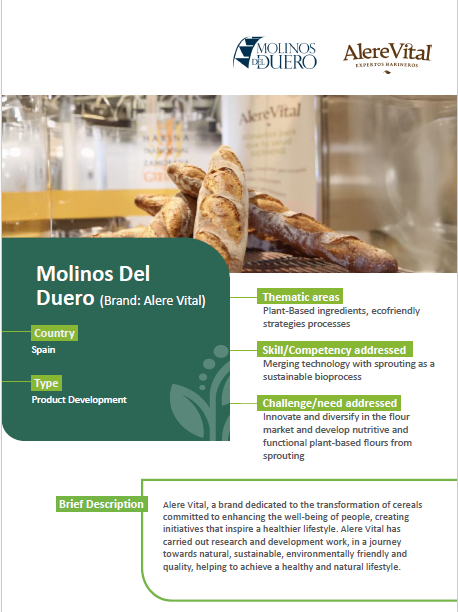 MOLINOS
DEL DUERO
AlereVital
EXPERTOS HARINEROS
AlereVital
HARINA
TRADICIONAL
ZAMORANA
Molinos Del
Duero (Brand: Alere Vital)
Country
Spain
Type
Product Development
Thematic areas
Plant-Based ingredients, ecofriendly
strategies processes
Skill/Competency addressed
Merging technology with sprouting as a
sustainable bioprocess
Challenge/need addressed
Innovate and diversify in the flour
market and develop nutritive and
functional plant-based flours from
sprouting
Brief Description
Alere Vital, a brand dedicated to the transformation of cereals
committed to enhancing the well-being of people, creating
initiatives that inspire a healthier lifestyle. Alere Vital has
carried out research and development work, in a journey
towards natural, sustainable, environmentally friendly and
quality, helping to achieve a healthy and natural lifestyle.